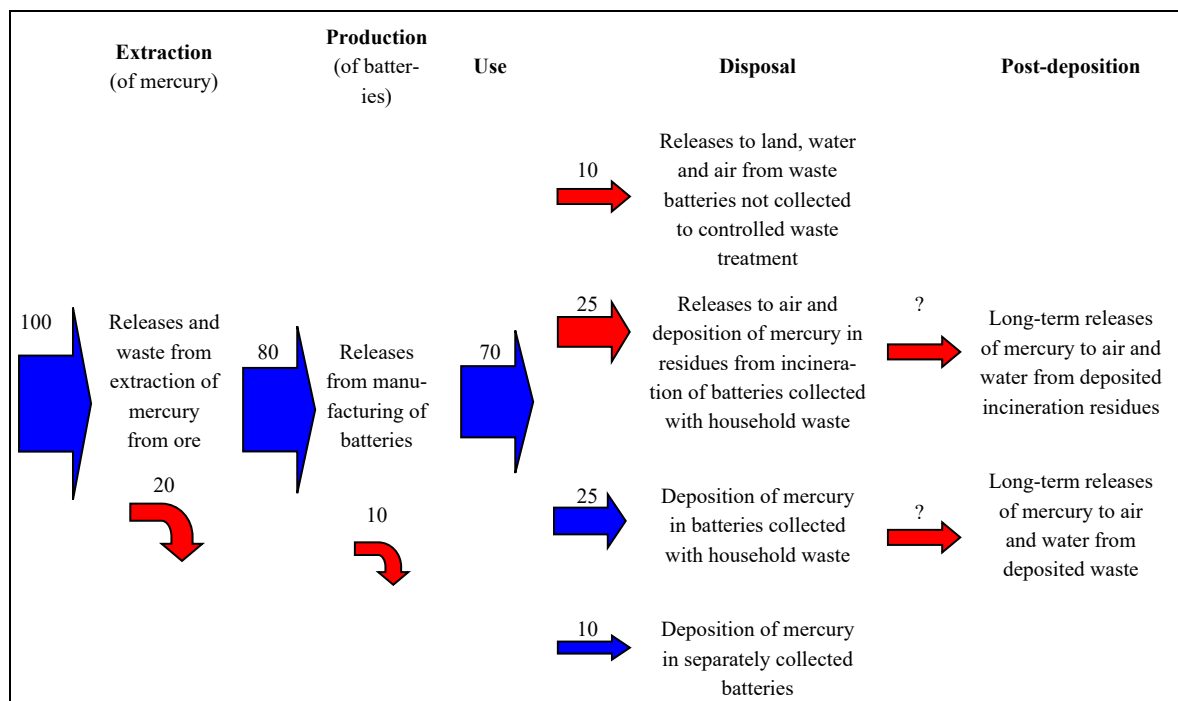 Extraction
(of mercury)
Production
(of batter-
ies)
Use
Disposal
Post-deposition
10
Releases to land, water
and air from waste
batteries not collected
to controlled waste
treatment
100
Releases and
waste from
extraction of
mercury
from ore
20
80
Releases
from manu-
facturing of
batteries
10
70
25
Releases to air and
deposition of mercury in
residues from incinera-
tion of batteries collected
with household waste
?
Long-term releases
of mercury to air and
water from deposited
incineration residues
25
Deposition of mercury
in batteries collected
with household waste
?
Long-term releases
of mercury to air
and water from
deposited waste
10
Deposition of mercury
in separately collected
batteries